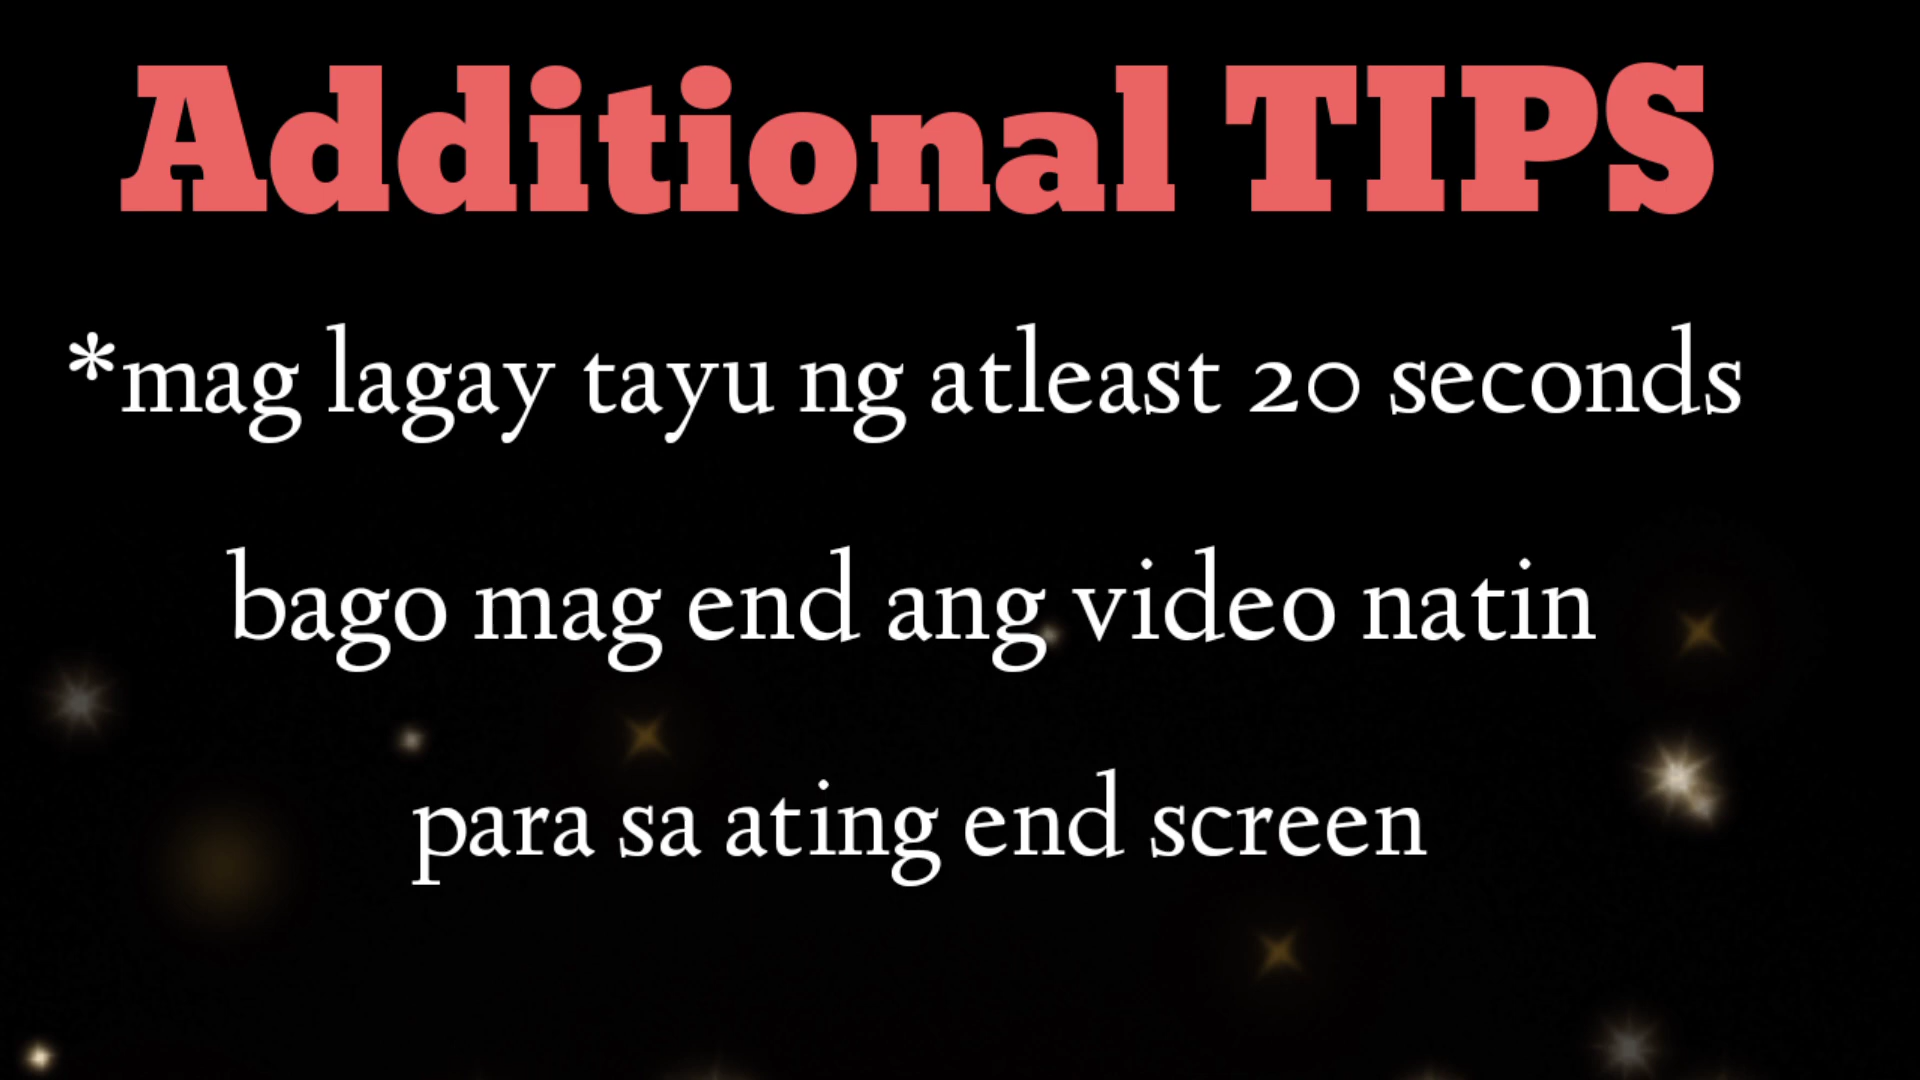 Additional TIPS
*mag lagay tayu ng atleast 20 seconds
bago mag end ang video natin
para sa ating end screen